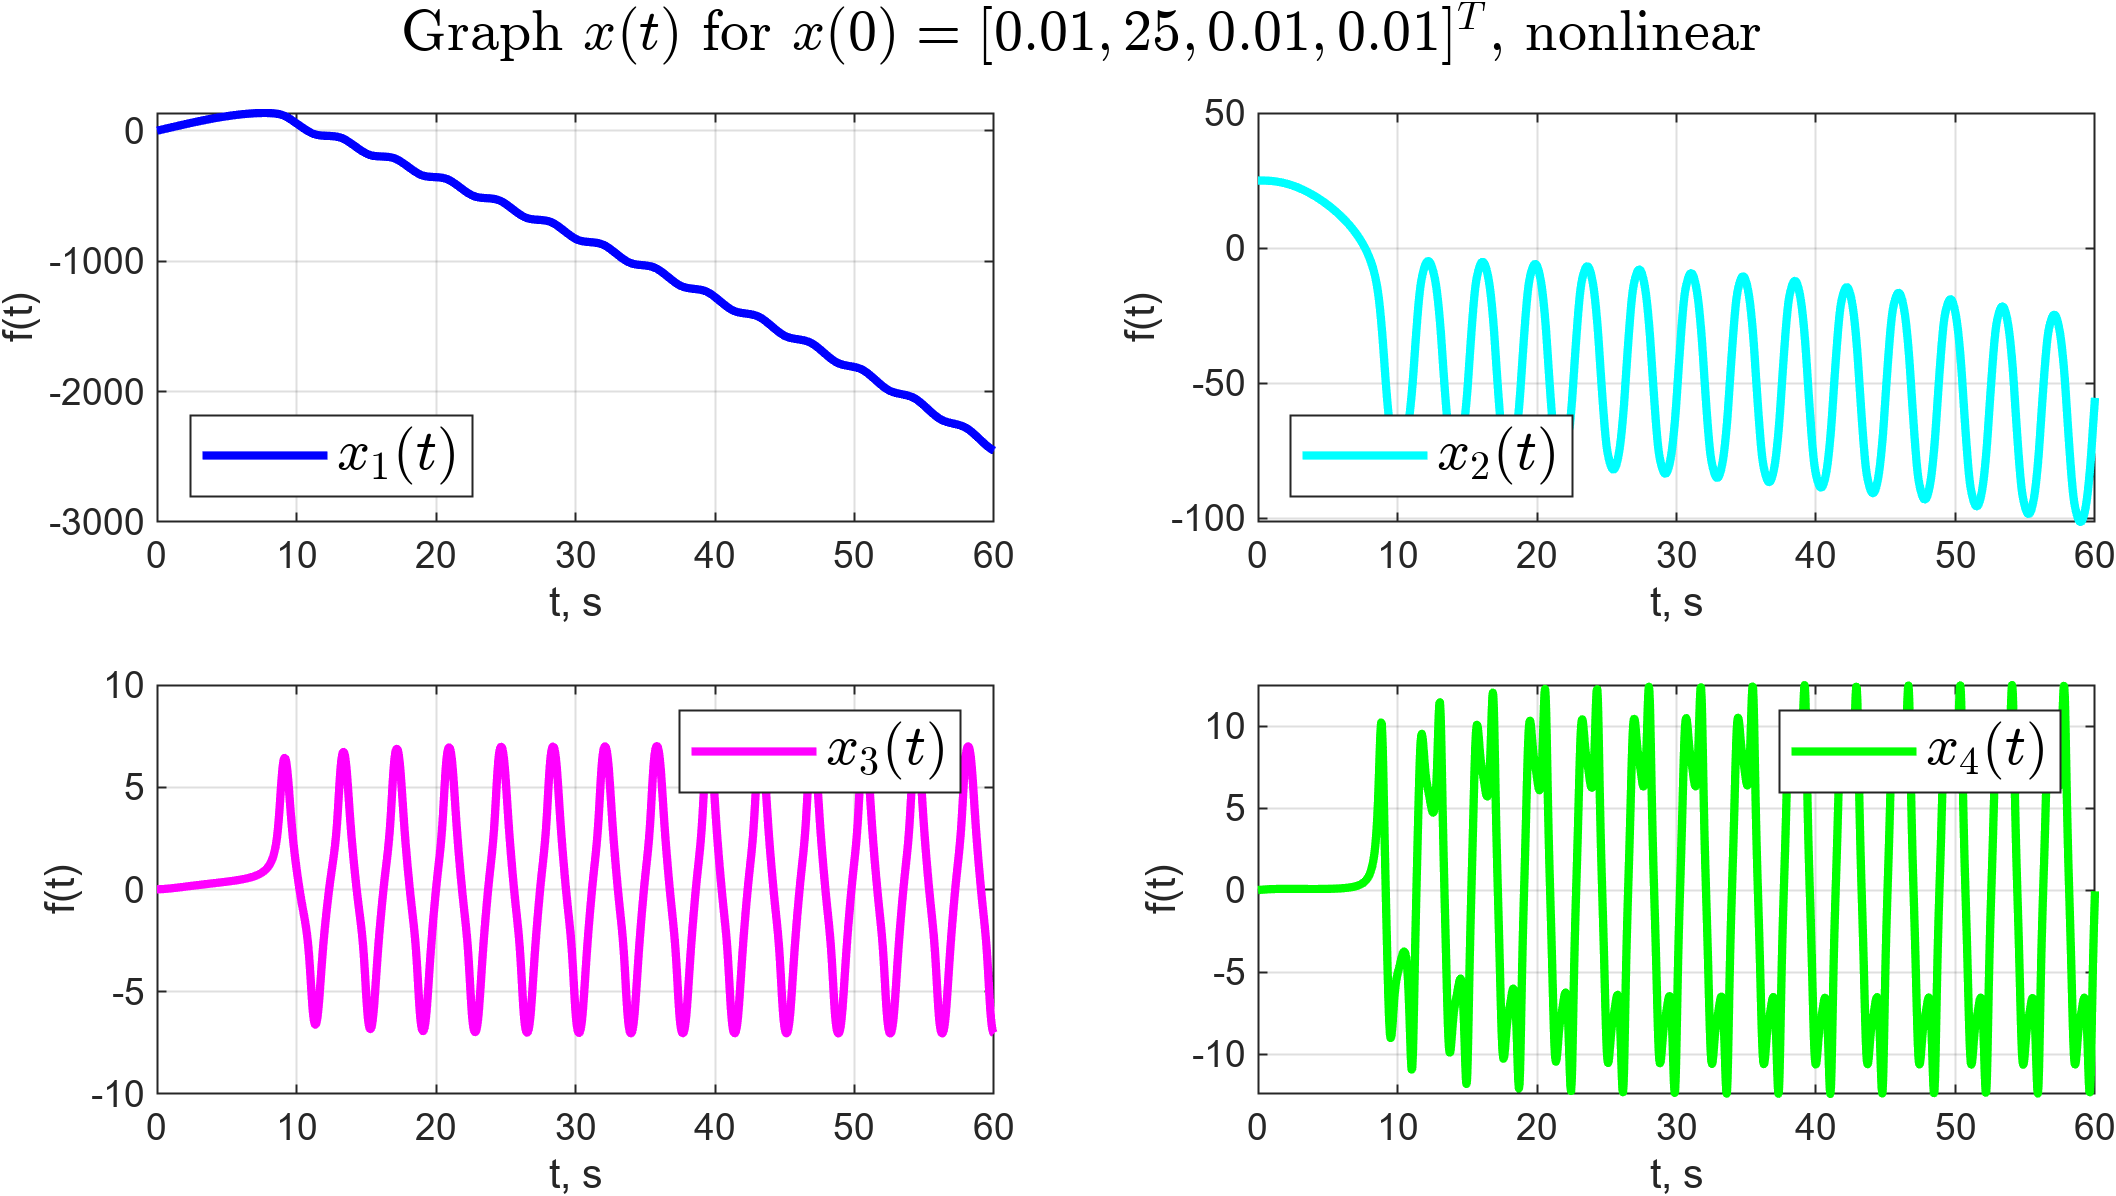 Graph x(t) for x(0) = [0.01, 25, 0.01, 0.01]^T, nonlinear
0
-1000
-2000
-3000
0 10 20 30 40 50 60
t, s
f(t)
x_1(t)
50
0
-50
-100
0 10 20 30 40 50 60
t, s
f(t)
x_2(t)
10
5
0
-5
-10
0 10 20 30 40 50 60
t, s
f(t)
x_3(t)
10
5
0
-5
-10
0 10 20 30 40 50 60
t, s
f(t)
x_4(t)